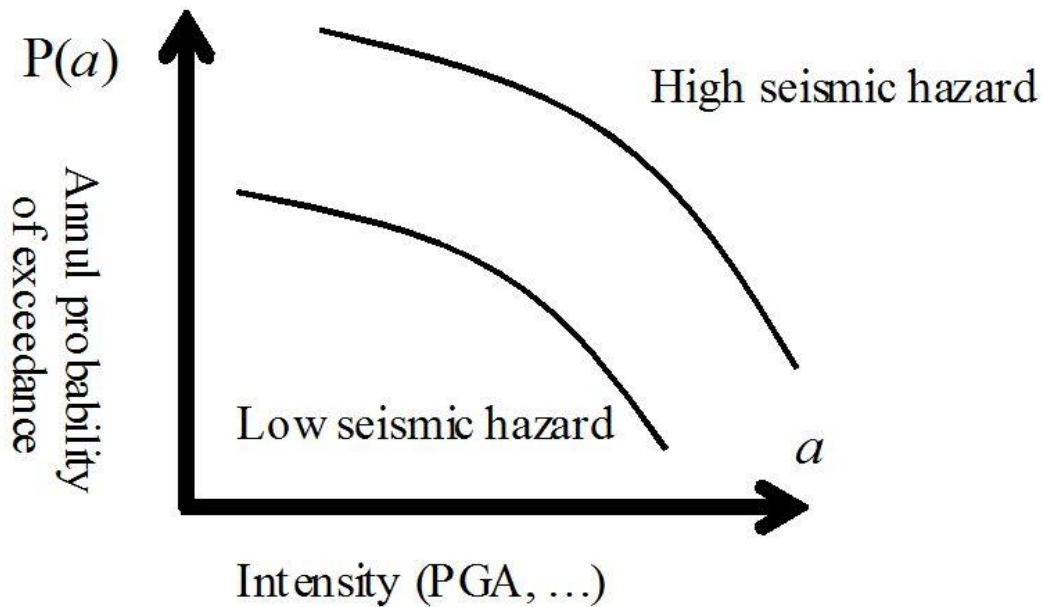 P(a)
High seismic hazard
Annul probability
of exceedance
Low seismic hazard
a
Intensity (PGA, …)